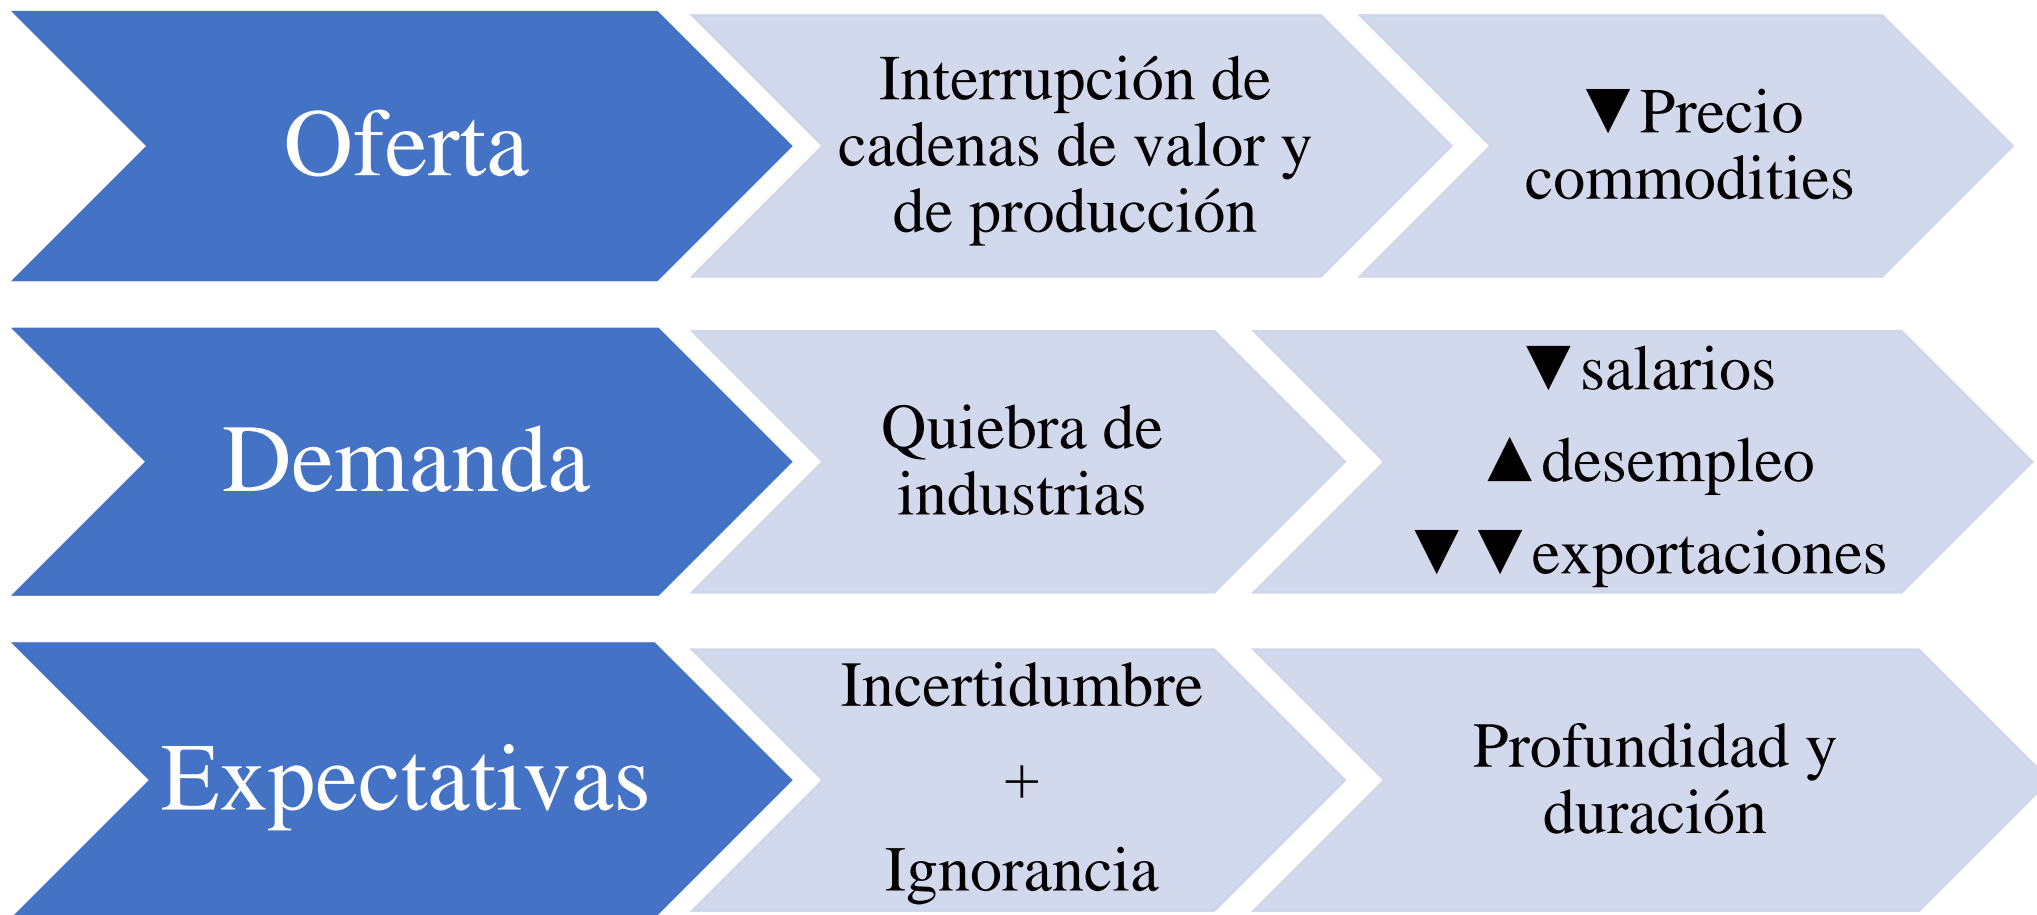 Oferta
Interrupción de
cadenas de valor y
de producción
▼Precio
commodities
Demanda
Quiebra de
industrias
▼salarios
▲desempleo
▼▼exportaciones
Expectativas
Incertidumbre
+
Ignorancia
Profundidad y
duración